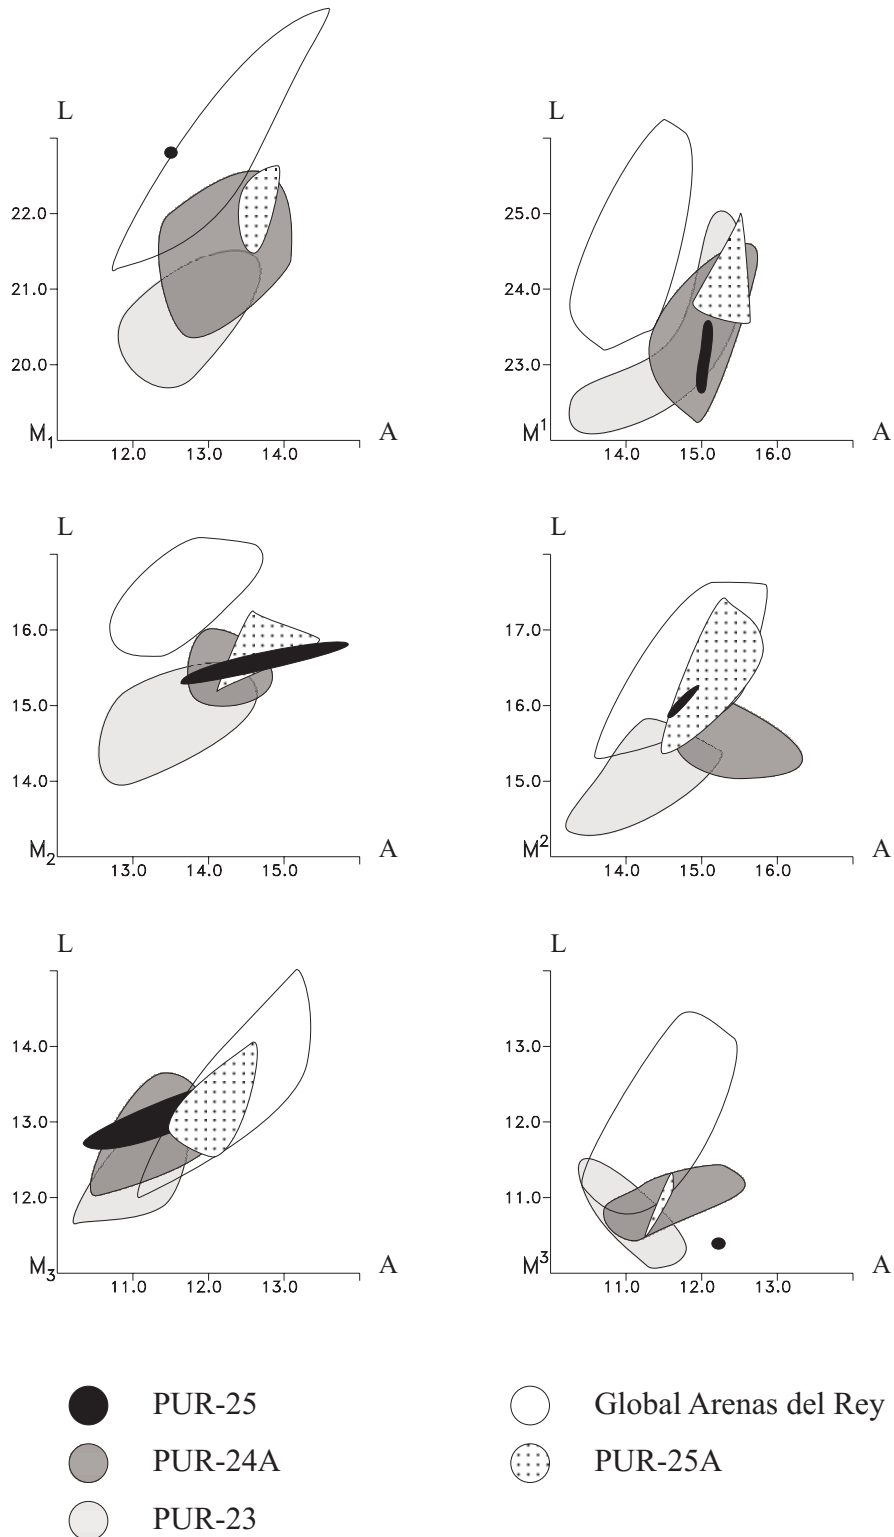 L
22.0
21.0
20.0
M1
12.0 13.0 14.0
A
L
25.0
24.0
23.0
M1
14.0 15.0 16.0
A
L
16.0
15.0
14.0
M2
13.0 14.0 15.0
A
L
17.0
16.0
15.0
M2
14.0 15.0 16.0
A
L
14.0
13.0
12.0
M3
11.0 12.0 13.0
A
L
13.0
12.0
11.0
M3
11.0 12.0 13.0
A
PUR-25
PUR-24A
PUR-23
Global Arenas del Rey
PUR-25A